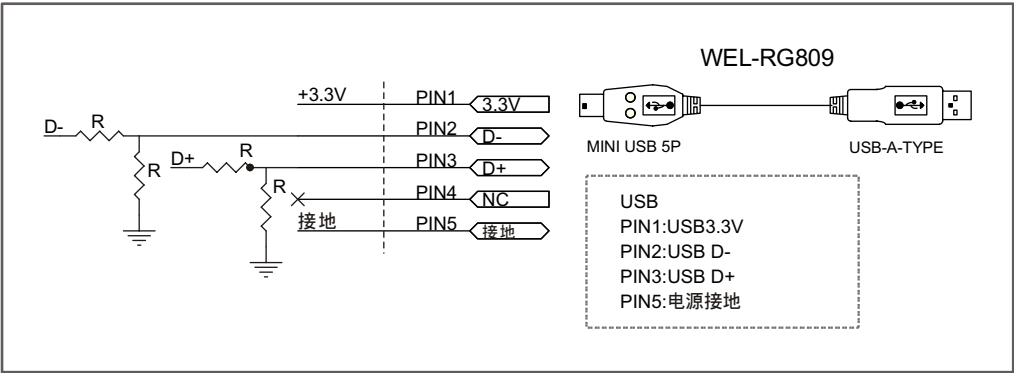 WEL-RG809
+3.3V PIN1 3.3V
D- R PIN2 D-
R D+ R PIN3 D+
R PIN4 NC
接地 PIN5 接地
MINI USB 5P USB-A-TYPE
USB
PIN1:USB3.3V
PIN2:USB D-
PIN3:USB D+
PIN5:电源接地